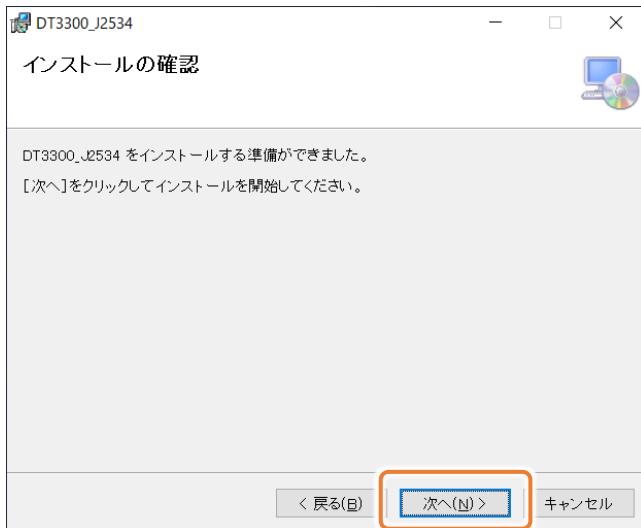 DT3300_J2534
インストールの確認
DT3300_J2534 をインストールする準備ができました。
[次へ]をクリックしてインストールを開始してください。
< 戻る(B)
次へ(N) >
キャンセル